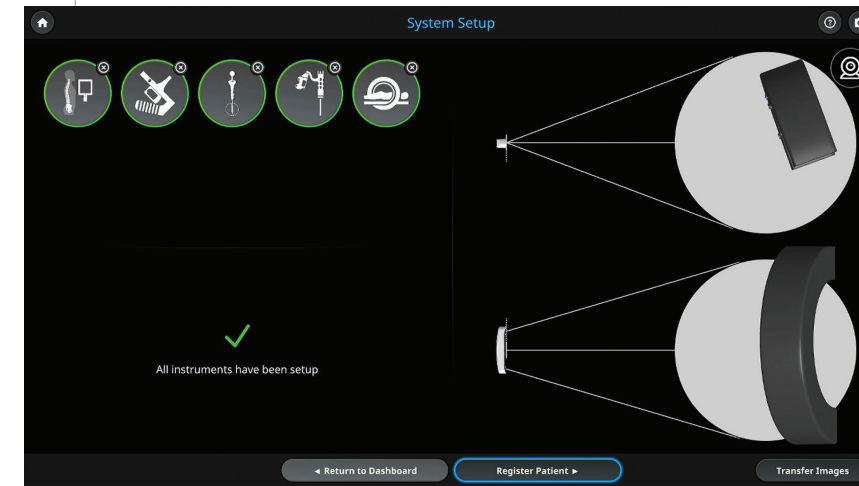 System Setup
All instruments have been setup
◄ Return to Dashboard
Register Patient ►
Transfer Images